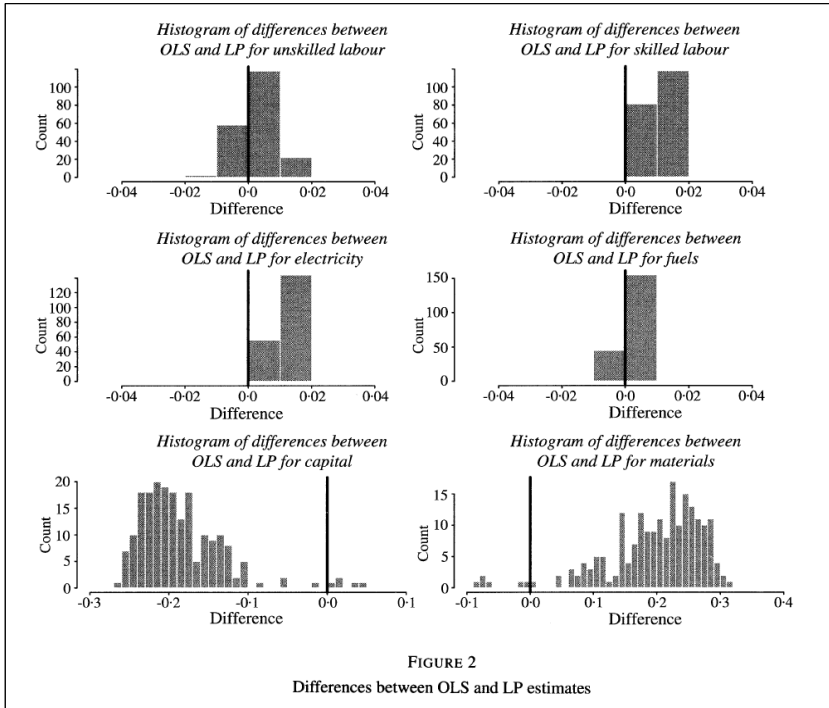 Histogram of differences between
OLS and LP for unskilled labour
Count
100
80
60
40
20
0
-0·04
-0·02
0·0
0·02
0·04
Difference
Histogram of differences between
OLS and LP for skilled labour
Count
100
80
60
40
20
0
-0·04
-0·02
0·0
0·02
0·04
Difference
Histogram of differences between
OLS and LP for electricity
Count
120
100
80
60
40
20
0
-0·04
-0·02
0·0
0·02
0·04
Difference
Histogram of differences between
OLS and LP for fuels
Count
150
100
50
0
-0·04
-0·02
0·0
0·02
0·04
Difference
Histogram of differences between
OLS and LP for capital
Count
20
15
10
5
0
-0·3
-0·2
-0·1
0·0
0·1
Difference
Histogram of differences between
OLS and LP for materials
Count
15
10
5
0
-0·1
0·0
0·1
0·2
0·3
0·4
Difference
FIGURE 2
Differences between OLS and LP estimates